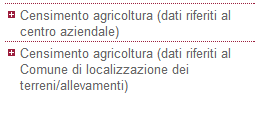 Censimento agricoltura (dati riferiti al
centro aziendale)
Censimento agricoltura (dati riferiti al
Comune di localizzazione dei
terreni/allevamenti)